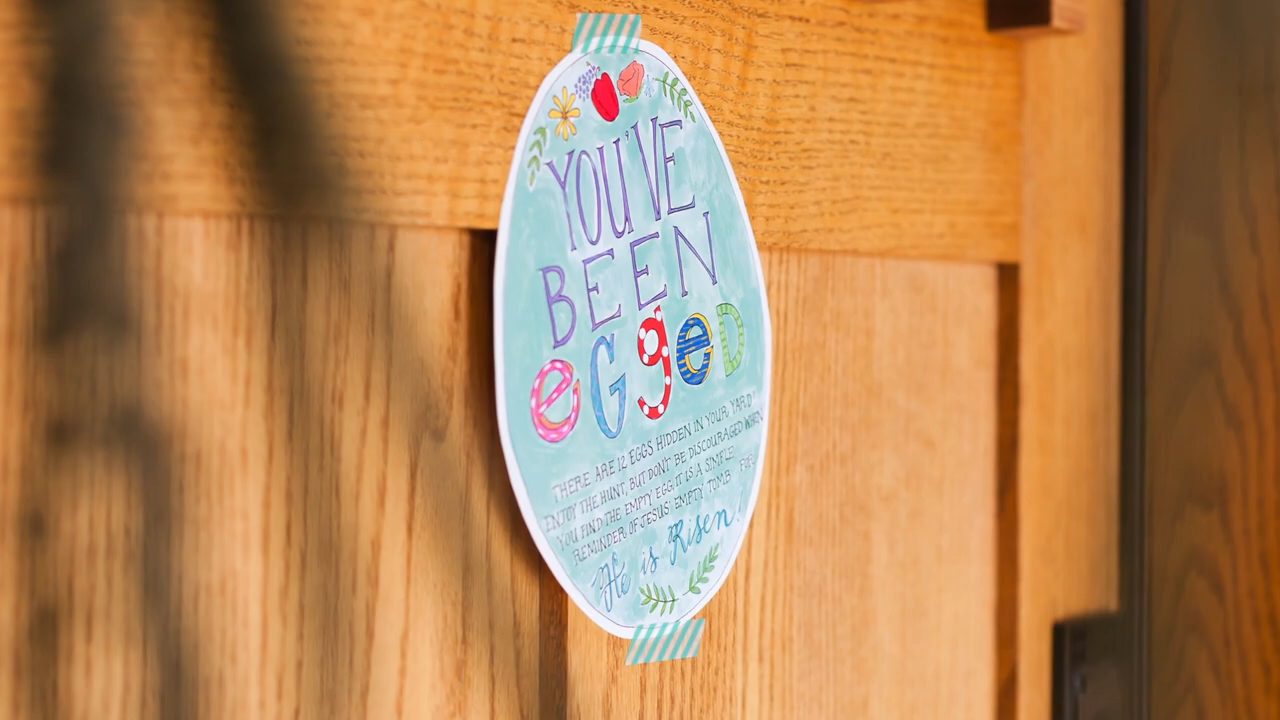 YOU'VE
BEEN
eGgeD
THERE ARE 12 EGGS HIDDEN IN YOUR YARD!
ENJOY THE HUNT, BUT DON'T BE DISCOURAGED WHEN
YOU FIND THE EMPTY EGG, IT IS A SIMPLE
REMINDER OF JESUS' EMPTY TOMB FOR
He is Risen!